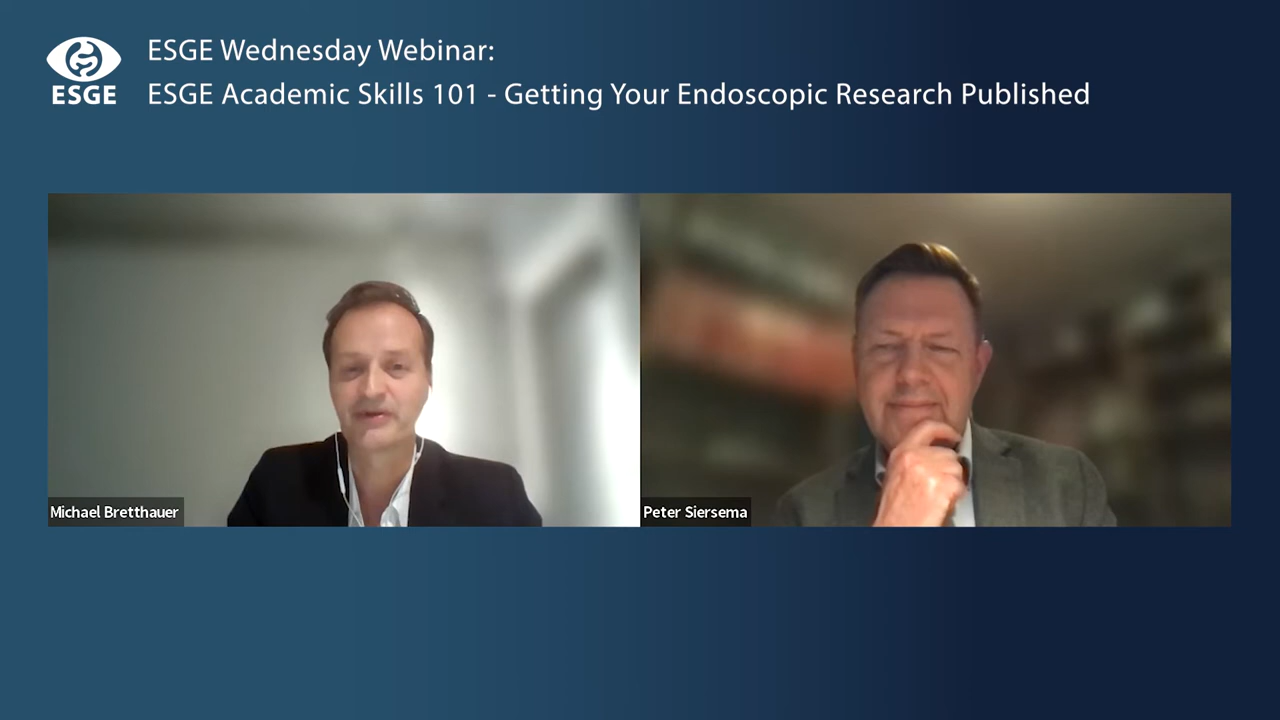 ESGE
ESGE Wednesday Webinar:
ESGE Academic Skills 101 - Getting Your Endoscopic Research Published
Michael Bretthauer
Peter Siersema